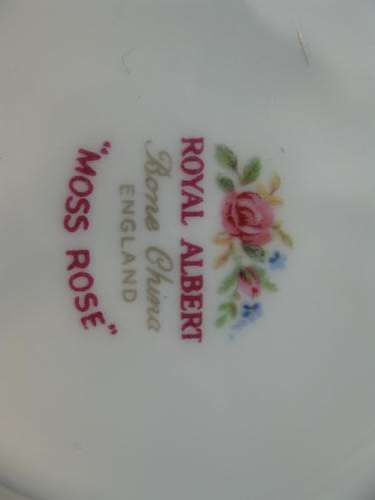 ROYAL ALBERT
Bone China
ENGLAND
"MOSS ROSE"